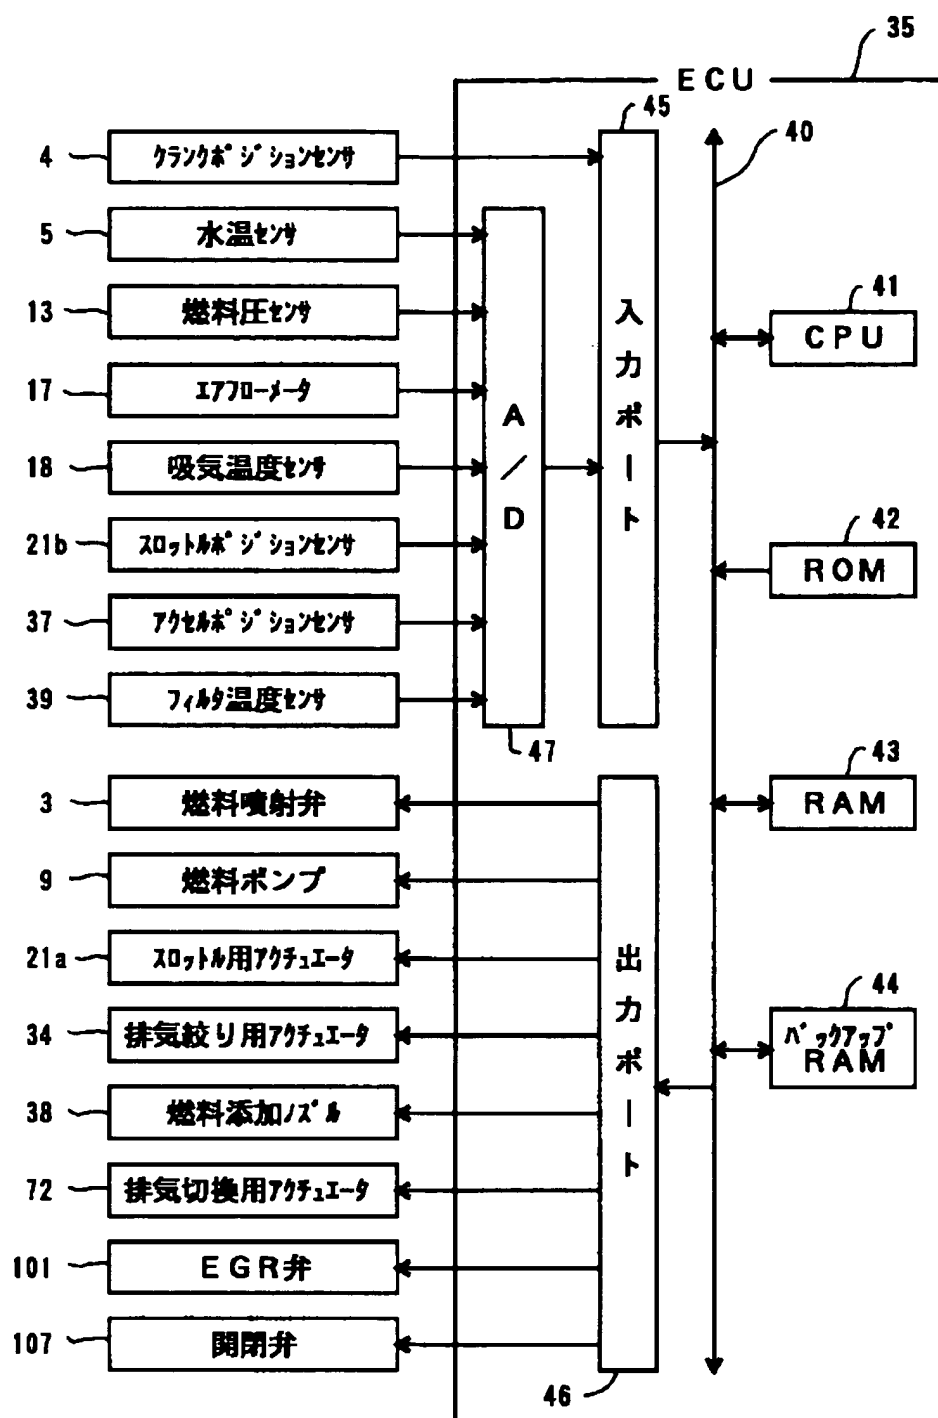 35
ECU
45
40
4
クランクポジションセンサ
5
水温センサ
13
燃料圧センサ
17
エアフローメータ
18
吸気温度センサ
21b
スロットルポジションセンサ
37
アクセルポジションセンサ
39
フィルタ温度センサ
A/D
47
入力ポート
41
CPU
42
ROM
43
RAM
44
バックアップ
RAM
3
燃料噴射弁
9
燃料ポンプ
21a
スロットル用アクチュエータ
34
排気絞り用アクチュエータ
38
燃料添加ノズル
72
排気切換用アクチュエータ
101
EGR弁
107
開閉弁
出力ポート
46